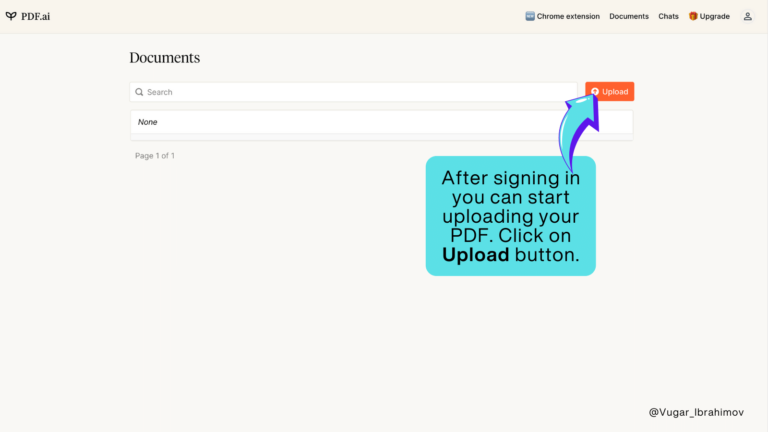 PDF.ai
Chrome extension Documents Chats Upgrade
Documents
Search
Upload
None
Page 1 of 1
After signing in
you can start
uploading your
PDF. Click on
Upload button.
@Vugar_Ibrahimov